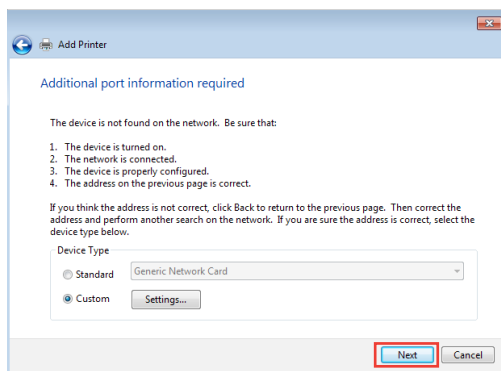 Add Printer
Additional port information required
The device is not found on the network. Be sure that:
1. The device is turned on.
2. The network is connected.
3. The device is properly configured.
4. The address on the previous page is correct.
If you think the address is not correct, click Back to return to the previous page. Then correct the
address and perform another search on the network. If you are sure the address is correct, select the
device type below.
Device Type
Standard
Generic Network Card
Custom
Settings...
Next
Cancel